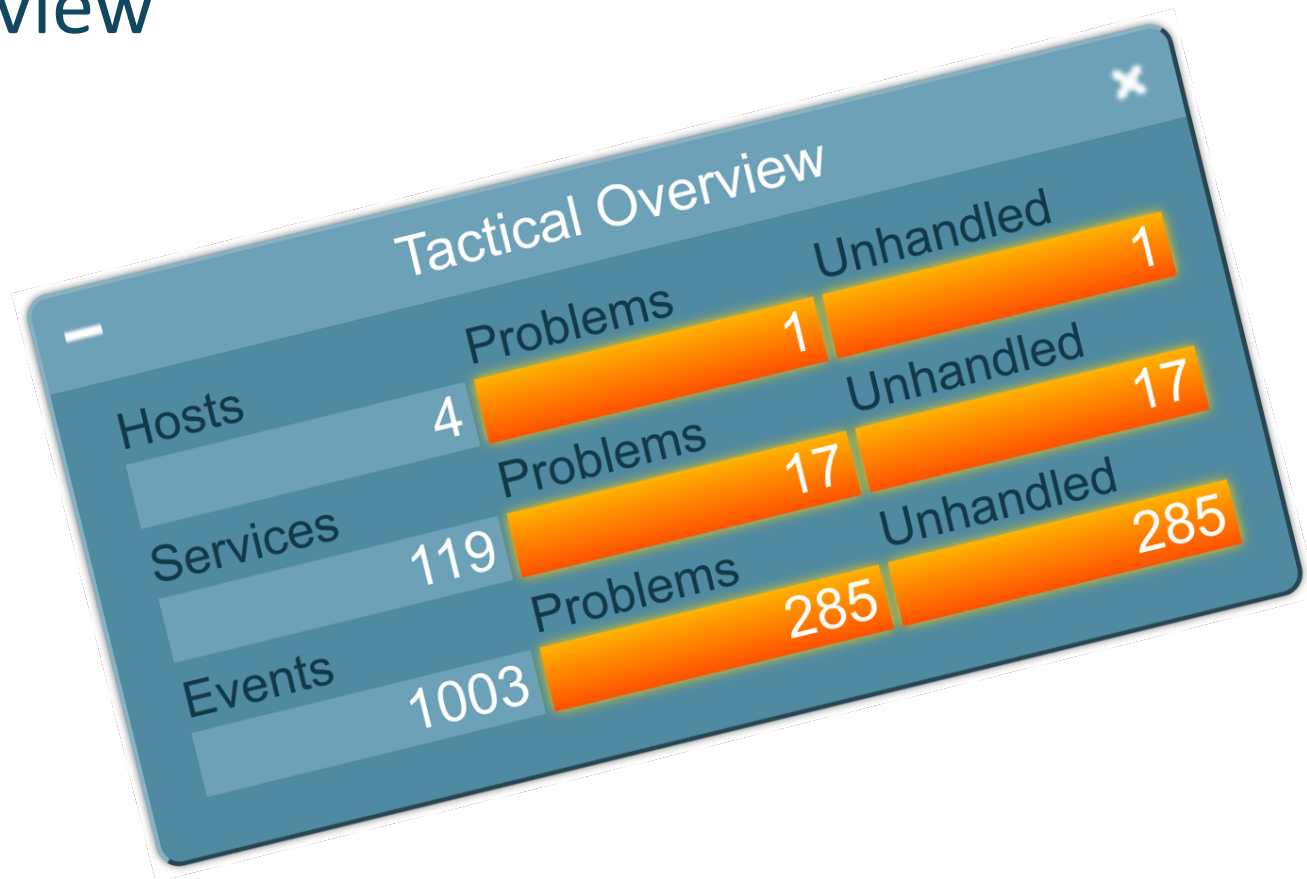 view
Tactical Overview
Hosts Problems Unhandled
4 1 1
Services Problems Unhandled
119 17 17
Events Problems Unhandled
1003 285 285